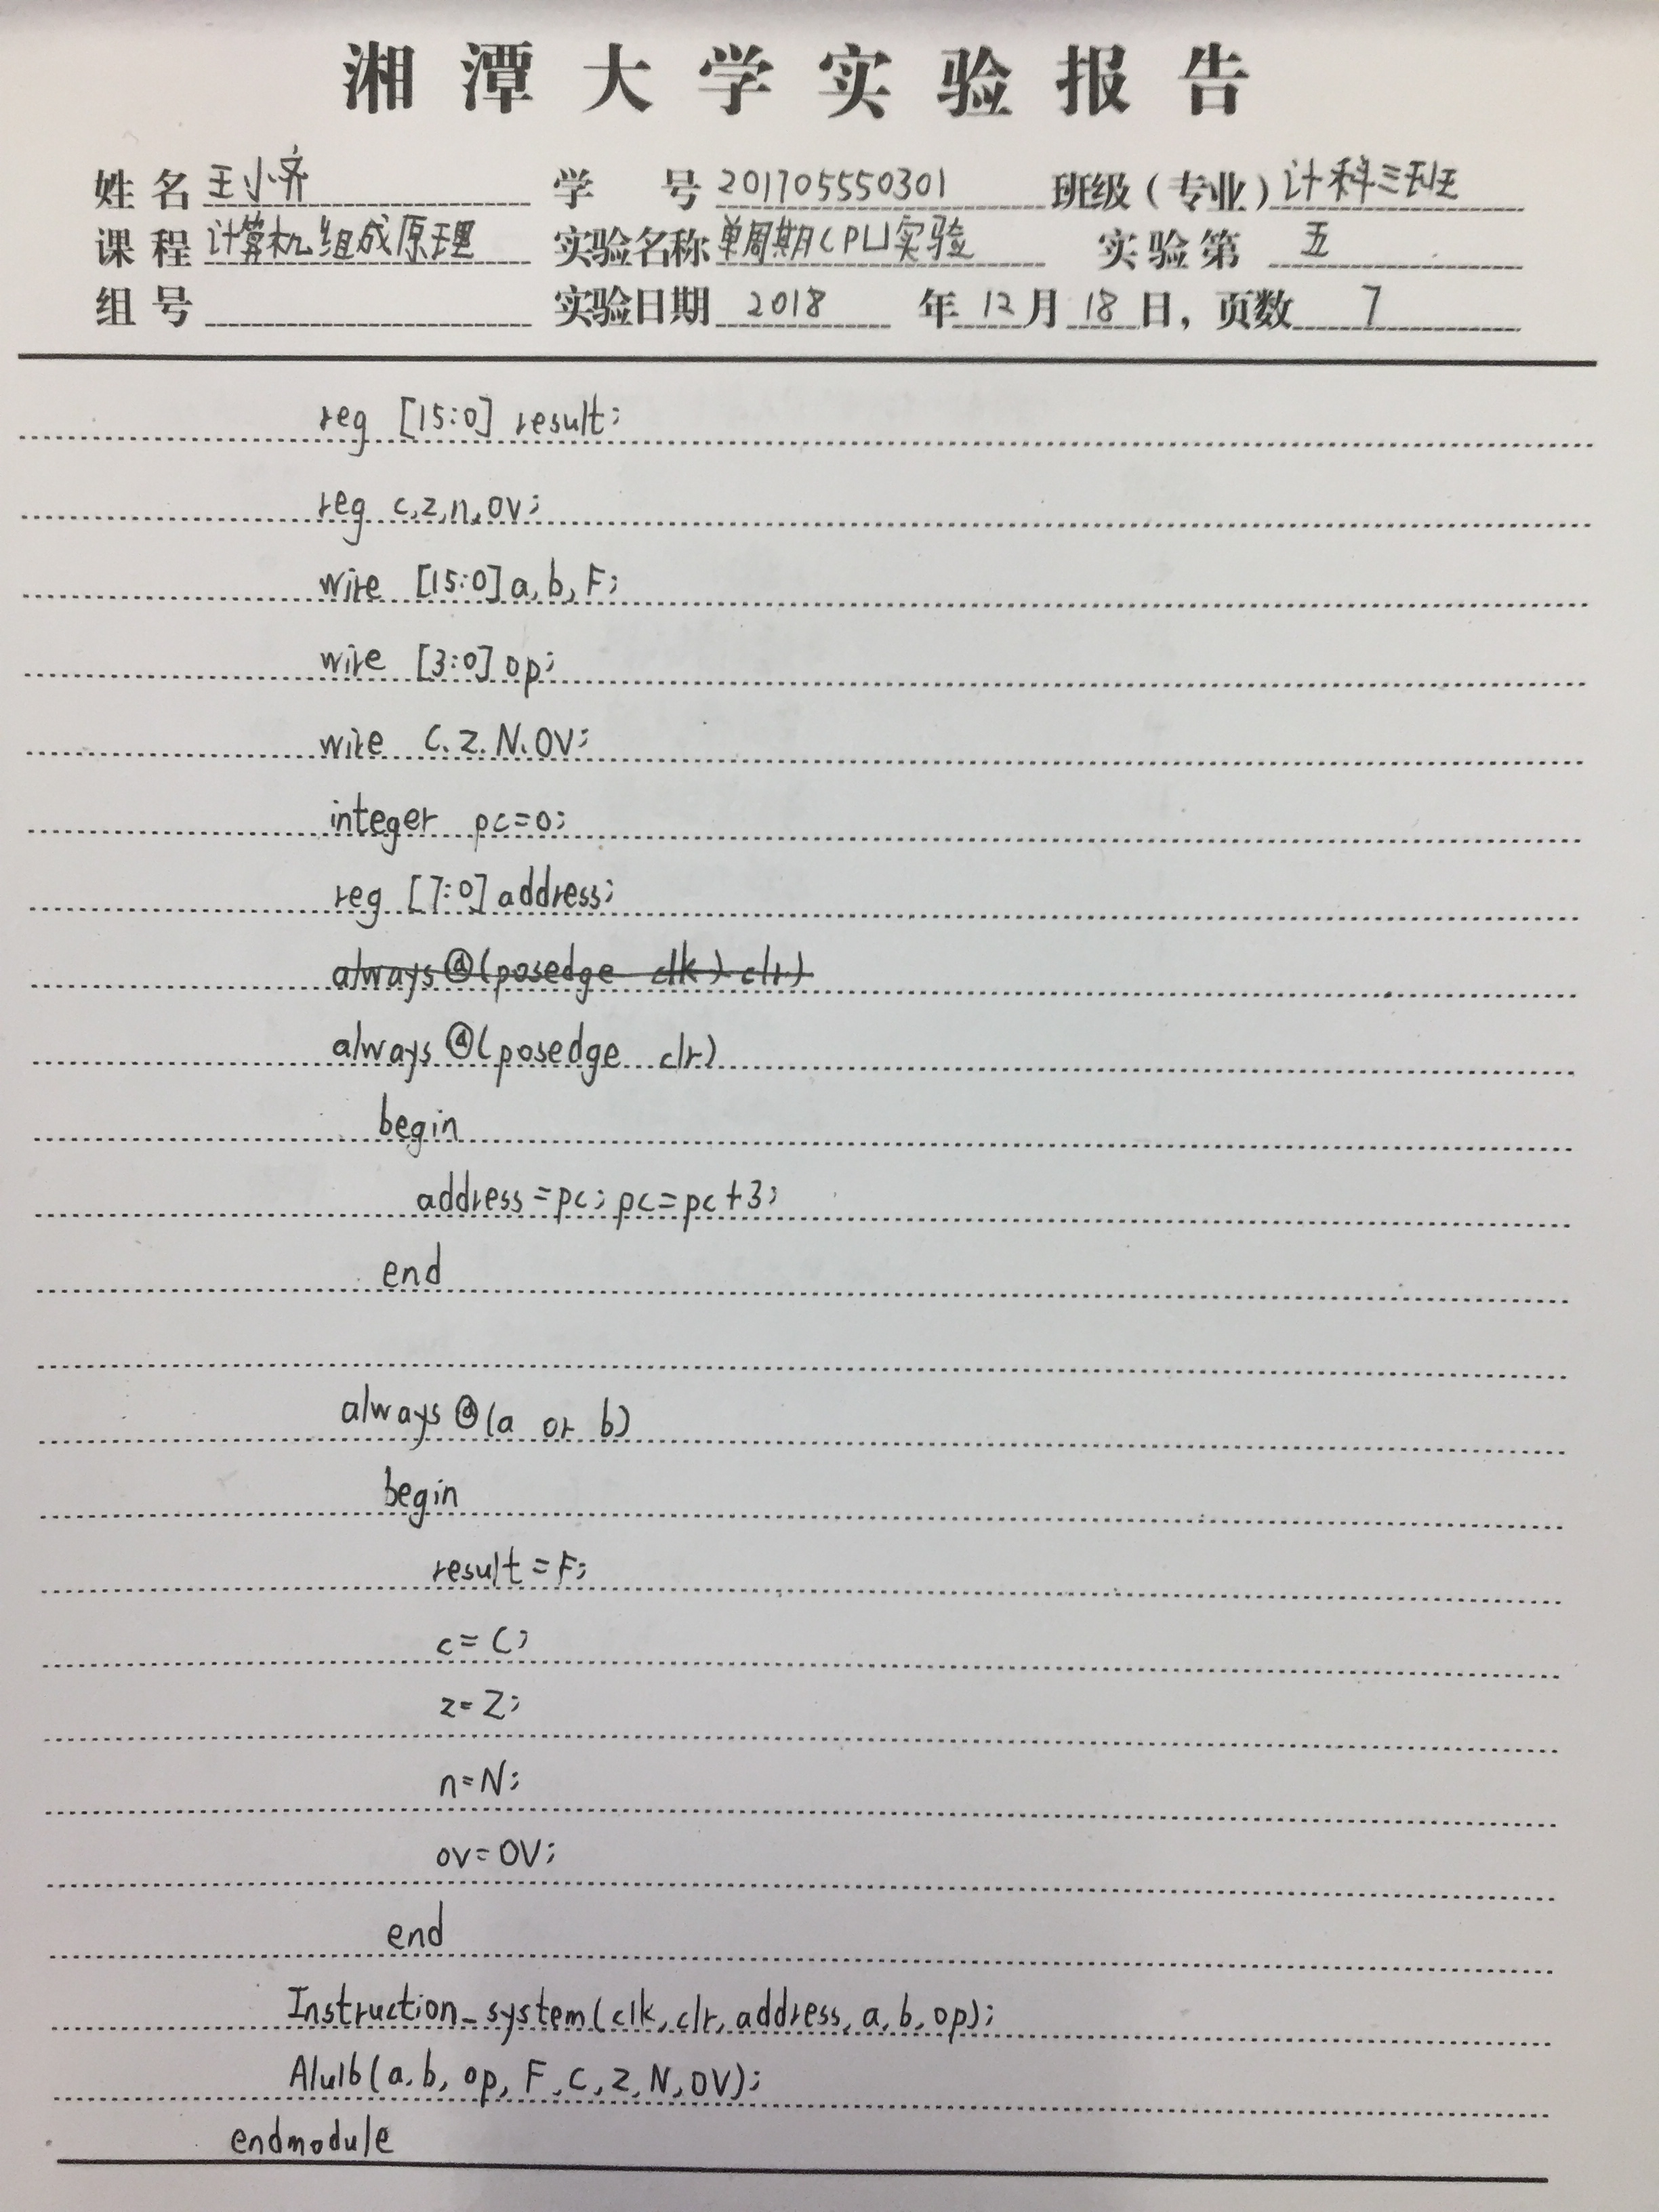 湘潭大学实验报告
姓名 王小齐 学号 201705550301 班级(专业) 计科三班
课程 计算机组成原理 实验名称 单周期CPU实验 实验第 五
组号 实验日期 2018 年 12 月 18 日, 页数 7
reg [15:0] result;
reg c,z,n,ov;
wire [15:0] a,b,F;
wire [3:0] op;
wire C,Z,N,OV;
integer pc=0;
reg [7:0] address;
always@(posedge clk) clr)
always@(posedge clr)
begin
address=pc; pc=pc+3;
end
always@(a or b)
begin
result=F;
c=C;
z=Z;
n=N;
ov=OV;
end
Instruction_system(clk,clr,address,a,b,op);
Alu1b(a,b,op,F,C,Z,N,OV);
endmodule